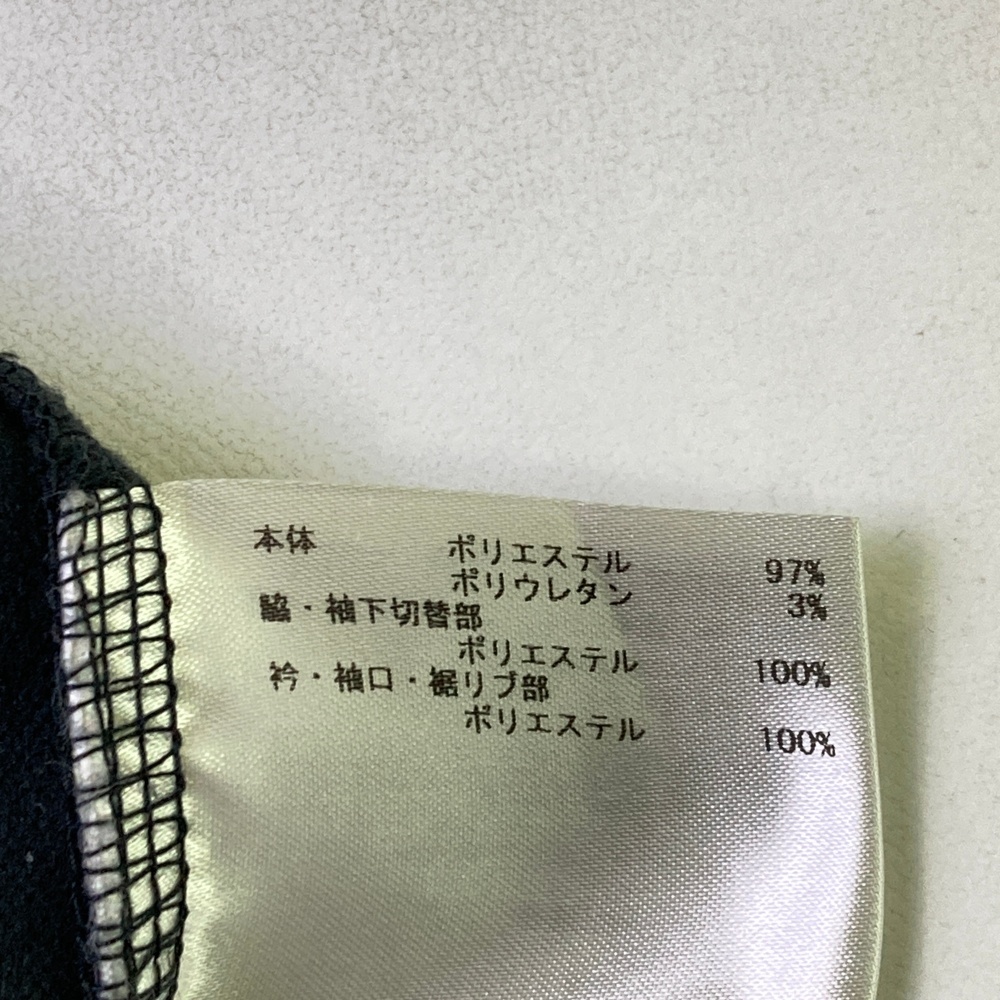 本体 ポリエステル 97%
ポリウレタン 3%
脇・袖下切替部
ポリエステル 100%
衿・袖口・裾リブ部
ポリエステル 100%